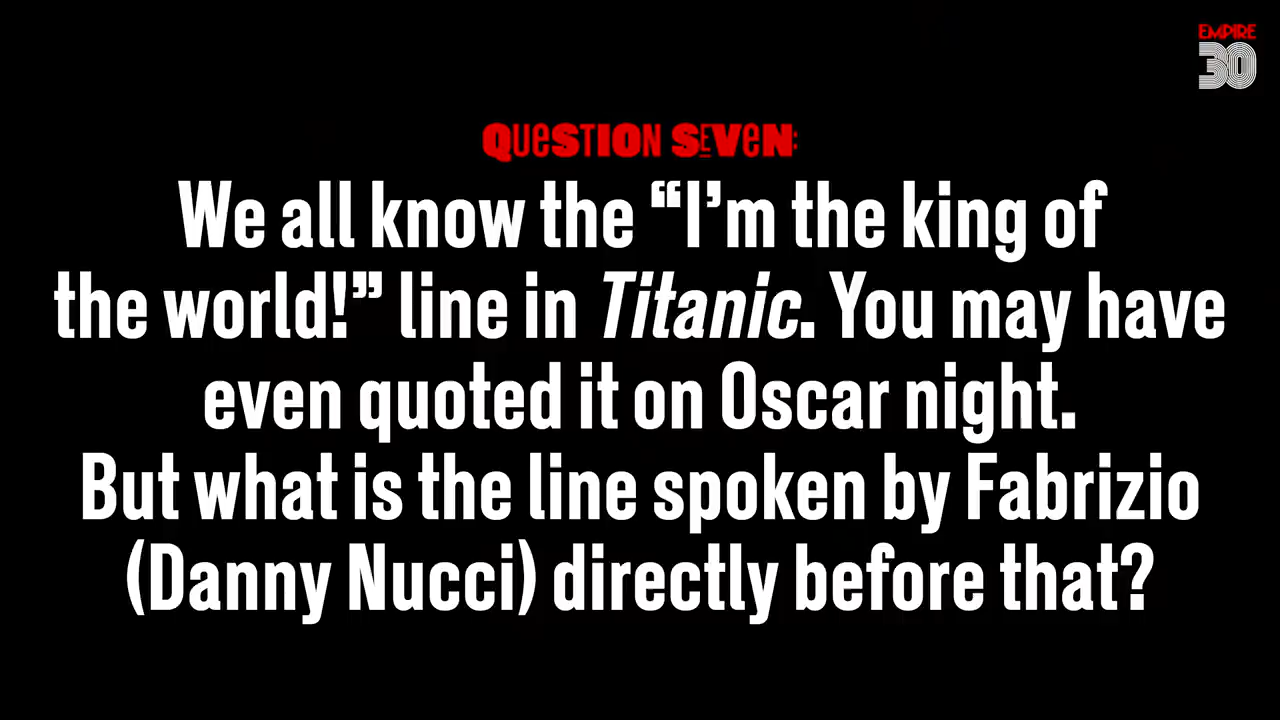 EMPIRE
30
QUESTION SEVEN:
We all know the “I’m the king of
the world!” line in Titanic. You may have
even quoted it on Oscar night.
But what is the line spoken by Fabrizio
(Danny Nucci) directly before that?